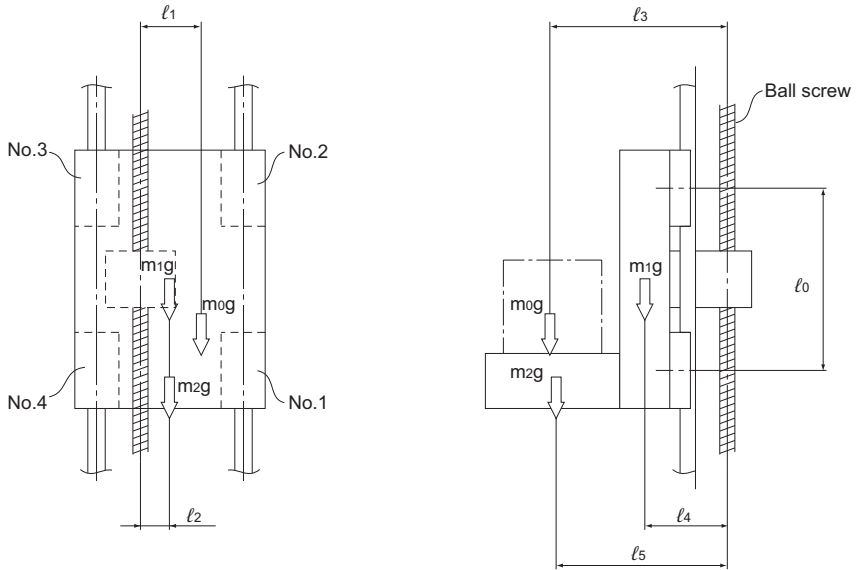 ℓ1
ℓ3
Ball screw
No.3
No.2
m1g
m1g
ℓ0
m0g
m0g
m2g
m2g
No.4
No.1
ℓ2
ℓ4
ℓ5